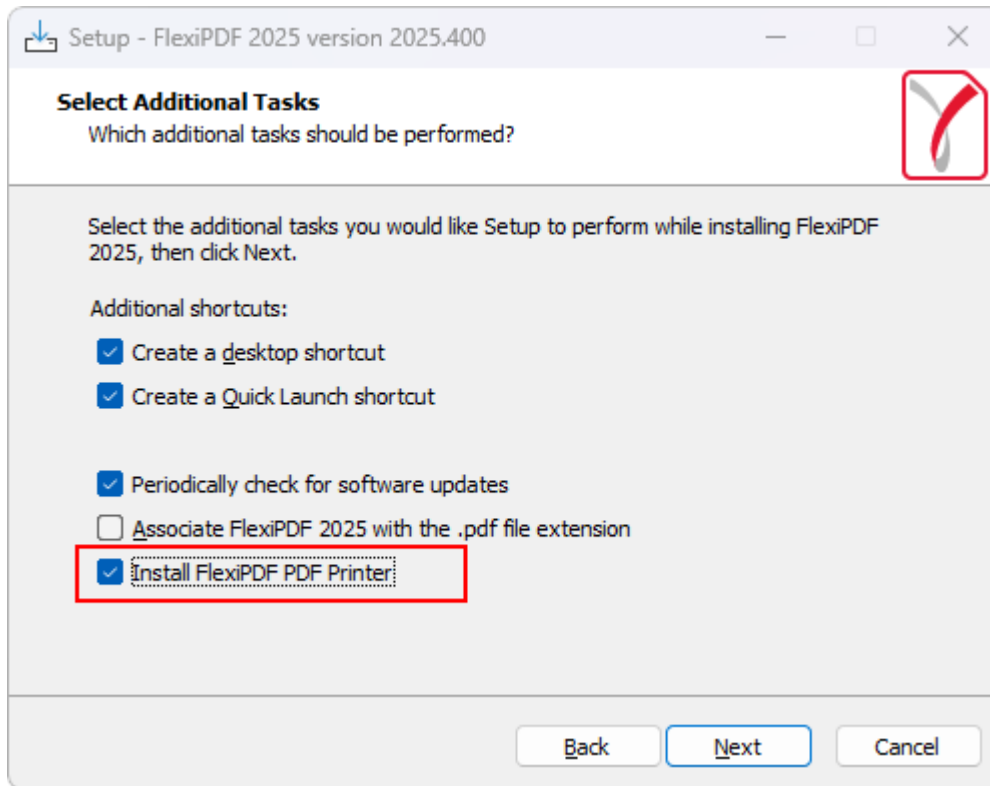 Setup - FlexiPDF 2025 version 2025.400
Select Additional Tasks
Which additional tasks should be performed?
Select the additional tasks you would like Setup to perform while installing FlexiPDF
2025, then click Next.
Additional shortcuts:
Create a desktop shortcut
Create a Quick Launch shortcut
Periodically check for software updates
Associate FlexiPDF 2025 with the .pdf file extension
Install FlexiPDF PDF Printer
Back Next Cancel